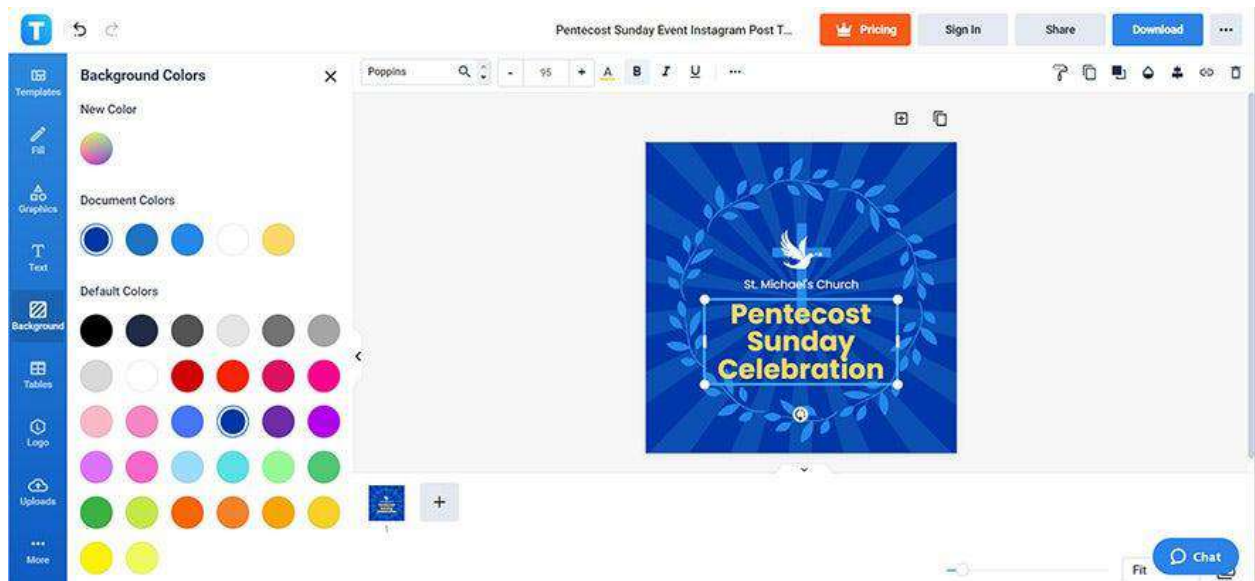 T
Pentecost Sunday Event Instagram Post T...
Pricing
Sign In
Share
Download
Templates
Fill
Graphics
Text
Background
Tables
Logo
Uploads
More
Background Colors
New Color
Document Colors
Default Colors
Poppins
- 95 + A B I U
St. Michael's Church
Pentecost
Sunday
Celebration
1
+
Fit
Chat